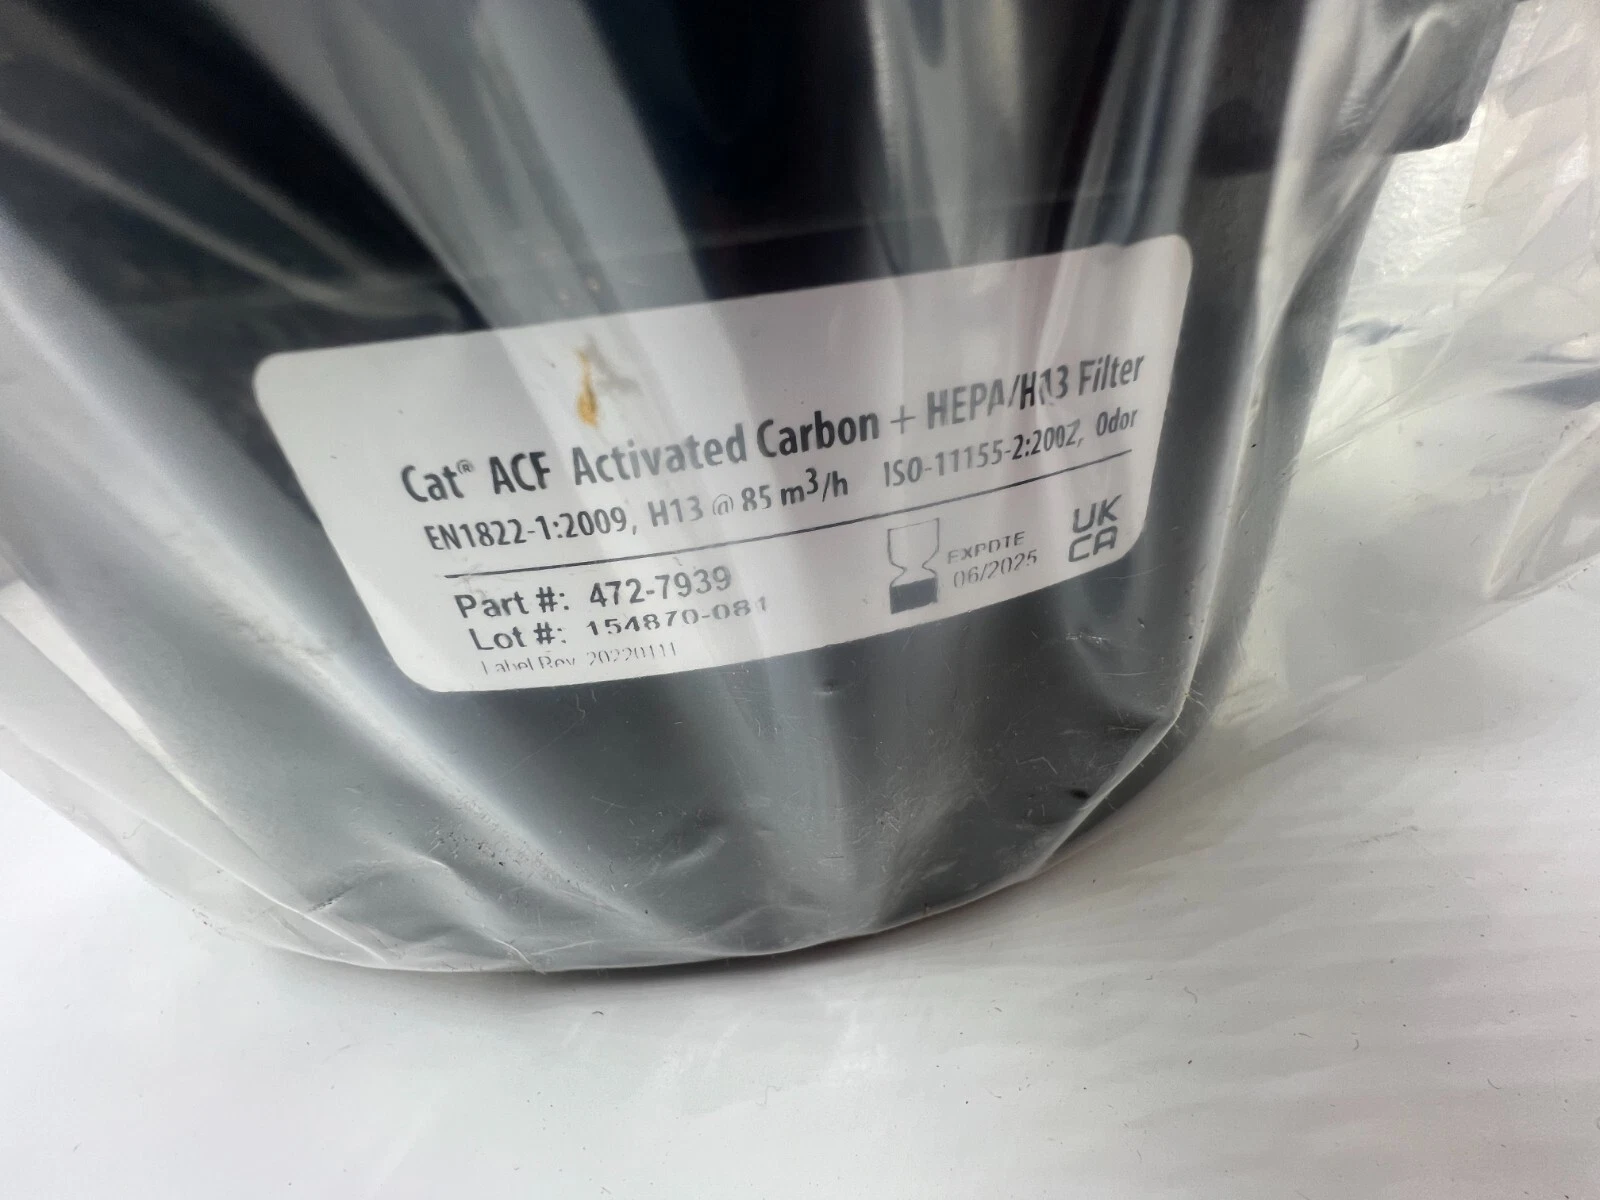 Cat® ACF Activated Carbon + HEPA/H13 Filter
EN1822-1:2009, H13 @ 85 m³/h ISO-11155-2:2002, Odor
Part #: 472-7939
Lot #: 154870-081
Label Rev 20220111
EXPDTE
06/2025
UK
CA